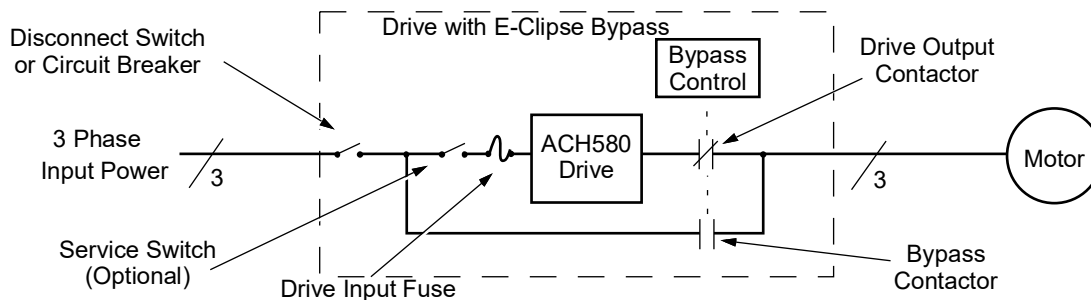 Drive with E-Clipse Bypass
Disconnect Switch
or Circuit Breaker
Bypass
Control
Drive Output
Contactor
3 Phase
Input Power
3
ACH580
Drive
3
Motor
Service Switch
(Optional)
Drive Input Fuse
Bypass
Contactor